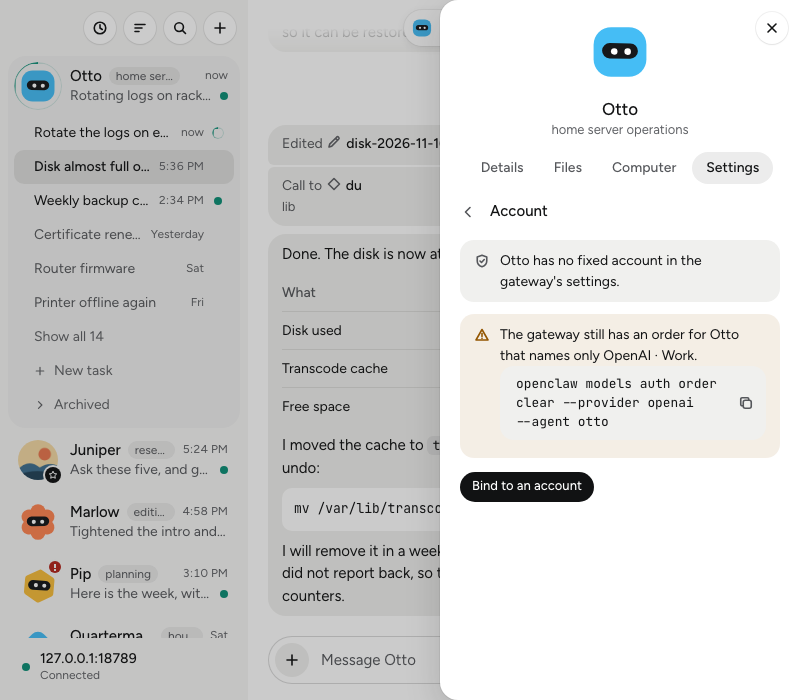 Otto
home ser...
now
Rotating logs on rack...
Rotate the logs on e...
now
Disk almost full o...
5:36 PM
Weekly backup c...
2:34 PM
Certificate rene...
Yesterday
Router firmware
Sat
Printer offline again
Fri
Show all 14
New task
Archived
Juniper
rese...
5:24 PM
Ask these five, and g...
Marlow
editi...
4:58 PM
Tightened the intro and...
Pip
planning
3:10 PM
Here is the week, wit...
Quarterma
hou...
Sat
127.0.0.1:18789
Connected
so it can be restor
Edited
disk-2026-11-1
Call to
du
lib
Done. The disk is now at
What
Disk used
Transcode cache
Free space
I moved the cache to
undo:
mv /var/lib/transco
I will remove it in a week
did not report back, so t
counters.
Message Otto
Otto
home server operations
Details
Files
Computer
Settings
Account
Otto has no fixed account in the
gateway's settings.
The gateway still has an order for Otto
that names only OpenAI · Work.
openclaw models auth order
clear --provider openai
--agent otto
Bind to an account